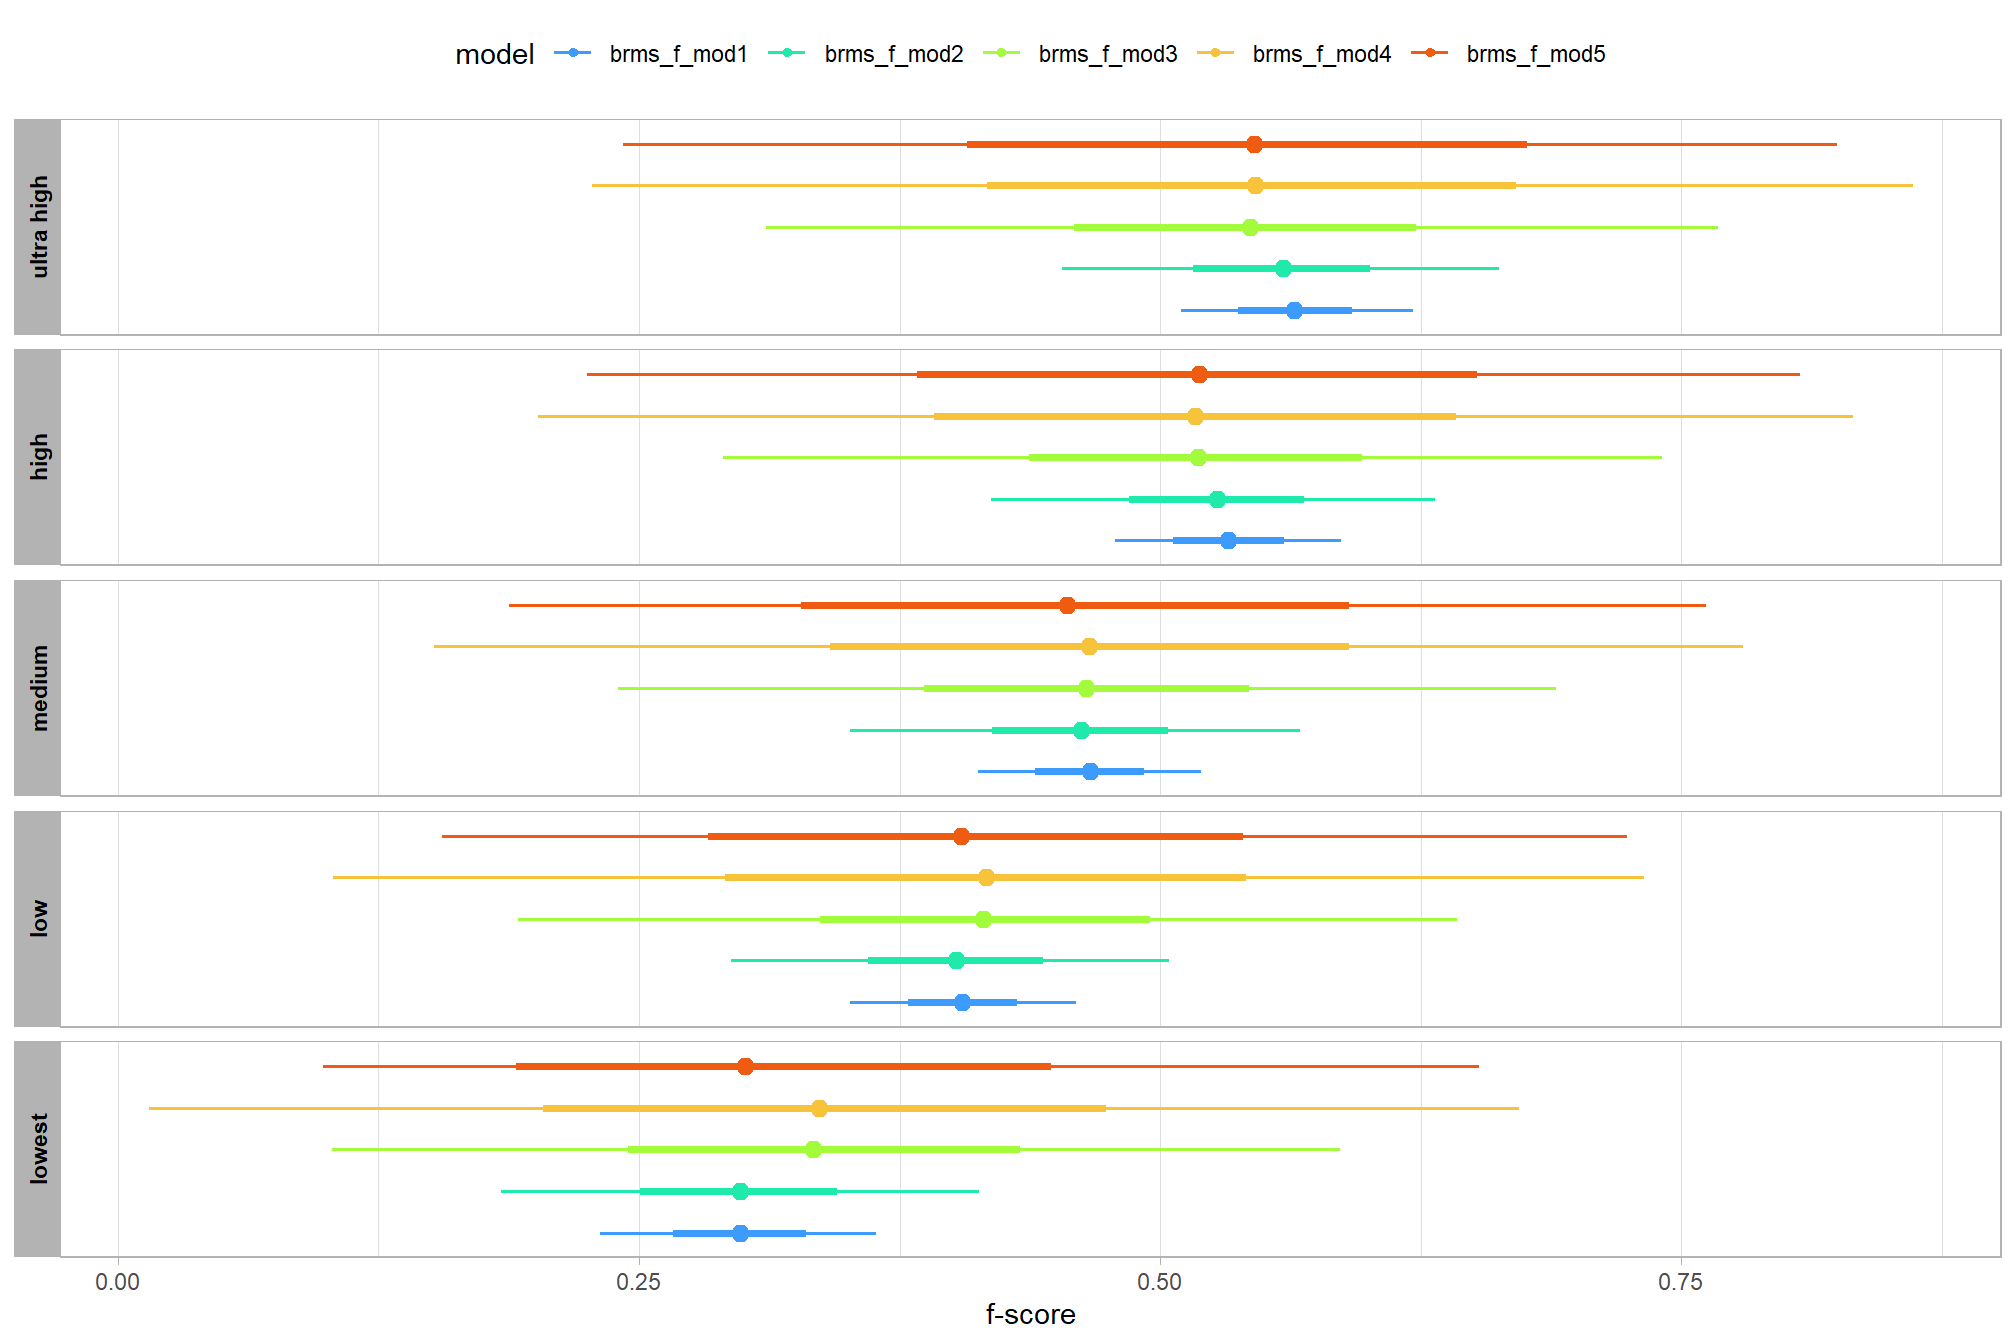 model brms_f_mod1 brms_f_mod2 brms_f_mod3 brms_f_mod4 brms_f_mod5
ultra high
high
medium
low
lowest
0.00 0.25 0.50 0.75
f-score